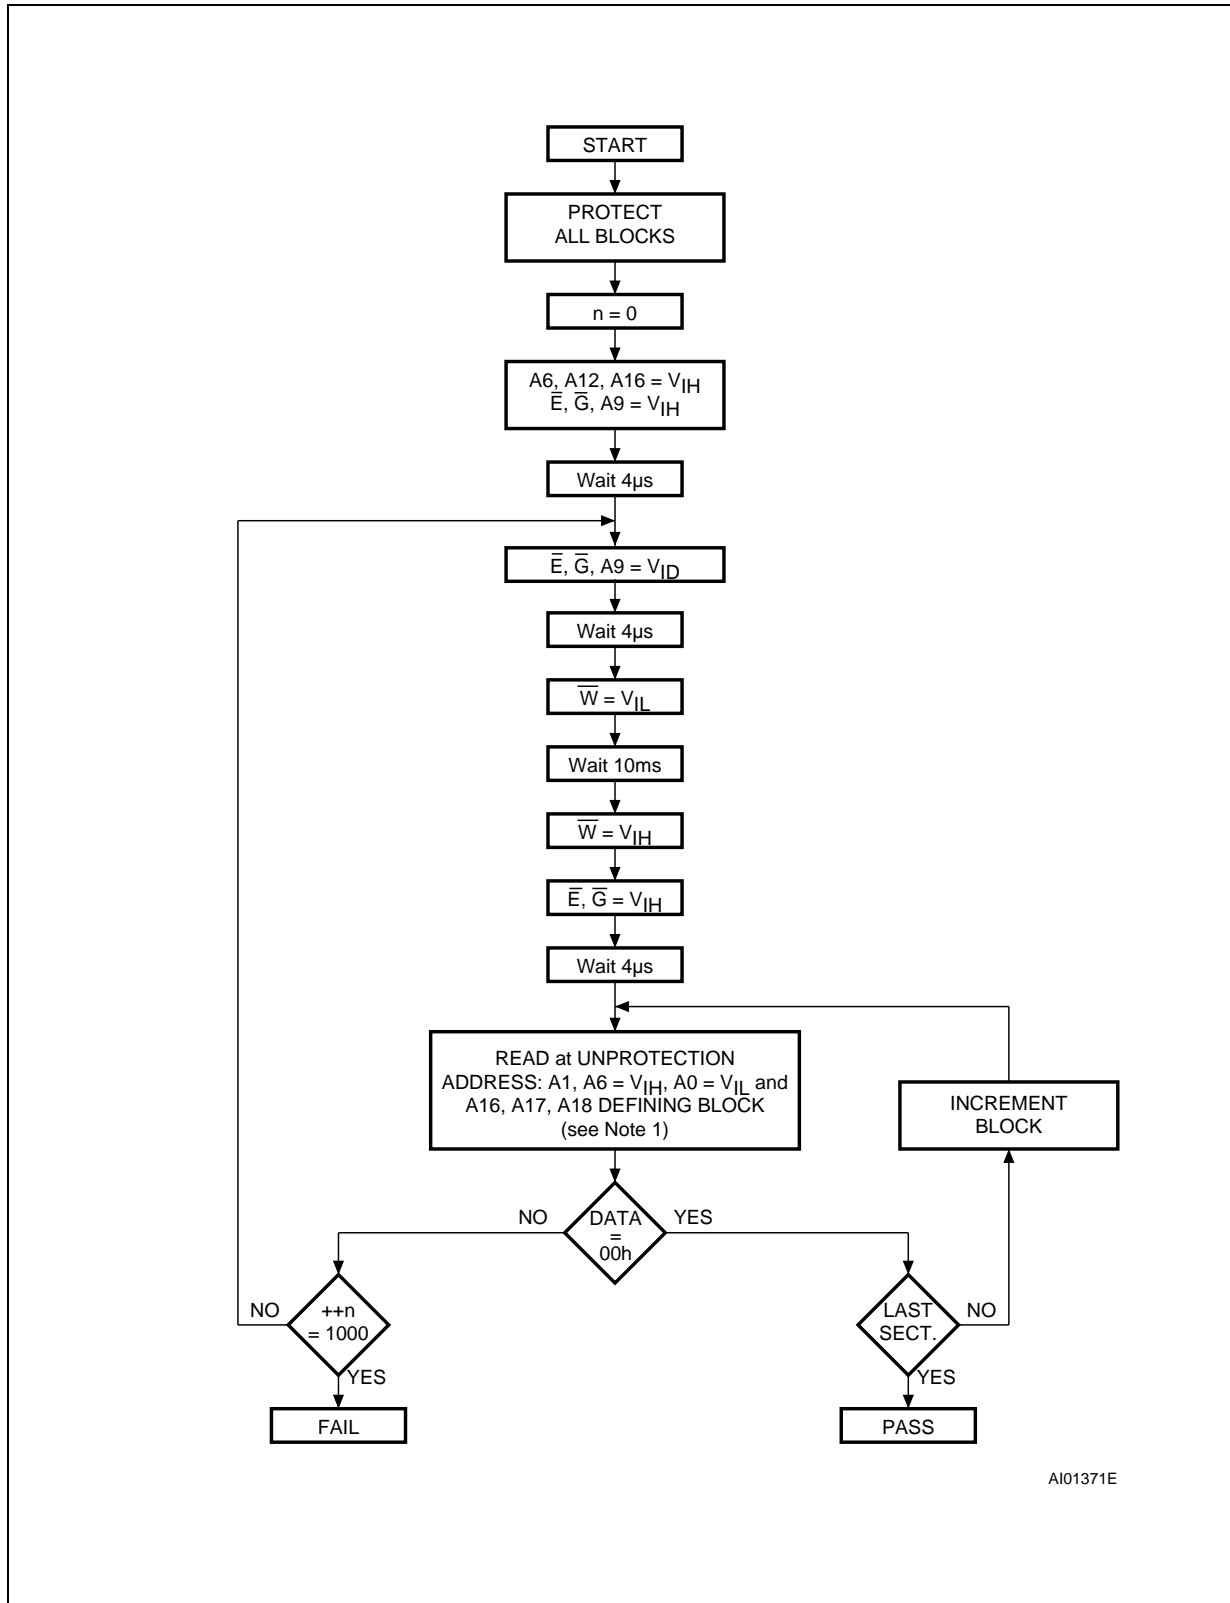 START
PROTECT
ALL BLOCKS
n = 0
A6, A12, A16 = VIH
E̅, G̅, A9 = VIH
Wait 4µs
E̅, G̅, A9 = VID
Wait 4µs
W̅ = VIL
Wait 10ms
W̅ = VIH
E̅, G̅ = VIH
Wait 4µs
READ at UNPROTECTION
ADDRESS: A1, A6 = VIH, A0 = VIL and
A16, A17, A18 DEFINING BLOCK
(see Note 1)
INCREMENT
BLOCK
NO
DATA
=
00h
YES
NO
++n
= 1000
YES
LAST
SECT.
NO
YES
FAIL
PASS
AI01371E